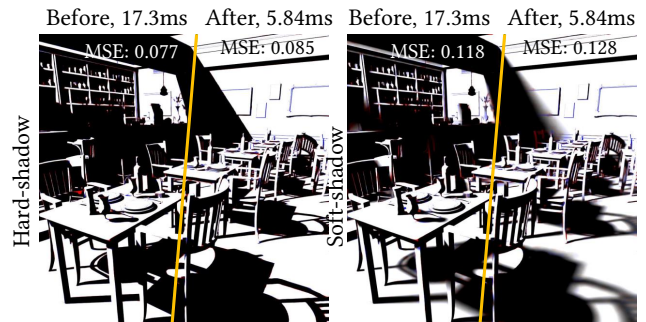 Before, 17.3ms After, 5.84ms
MSE: 0.077 MSE: 0.085
Hard-shadow
Before, 17.3ms After, 5.84ms
MSE: 0.118 MSE: 0.128
Soft-shadow